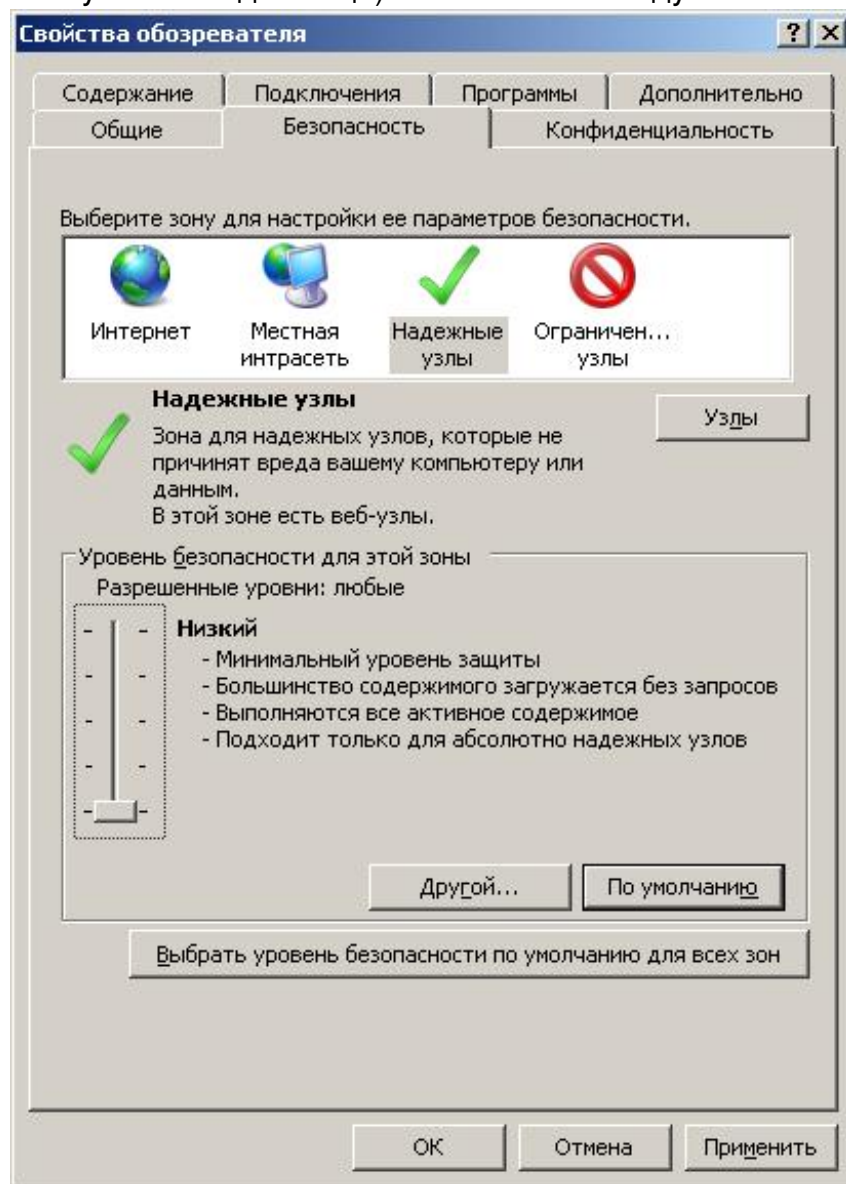 Свойства обозревателя
Содержание Подключения Программы Дополнительно
Общие Безопасность Конфиденциальность
Выберите зону для настройки ее параметров безопасности.
Интернет Местная интрасеть Надежные узлы Ограничен... узлы
Надежные узлы
Узлы
Зона для надежных узлов, которые не
причинят вреда вашему компьютеру или
данным.
В этой зоне есть веб-узлы.
Уровень безопасности для этой зоны
Разрешенные уровни: любые
Низкий
- Минимальный уровень защиты
- Большинство содержимого загружается без запросов
- Выполняются все активное содержимое
- Подходит только для абсолютно надежных узлов
Другой... По умолчанию
Выбрать уровень безопасности по умолчанию для всех зон
ОК Отмена Применить